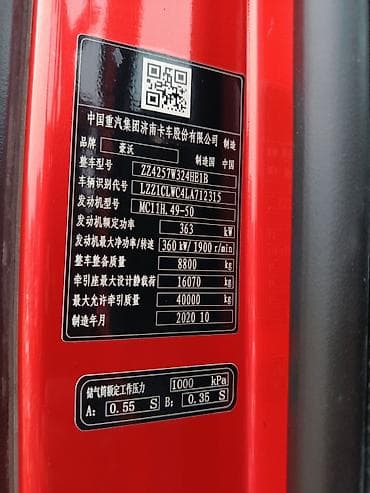 中国重汽集团济南卡车股份有限公司 制造
品牌 豪沃 制造国 中国
整车型号 ZZ4257W324HE1B
车辆识别代号 LZZ1CLWC4LA712315
发动机型号 MC11H.49-50
发动机额定功率 363 kW
发动机最大净功率/转速 360 kW/1900 r/min
整车整备质量 8800 kg
牵引座最大设计静载荷 16070 kg
最大允许牵引质量 40000 kg
制造年月 2020 10
储气筒额定工作压力 1000 kPa
A: 0.55 S B: 0.35 S